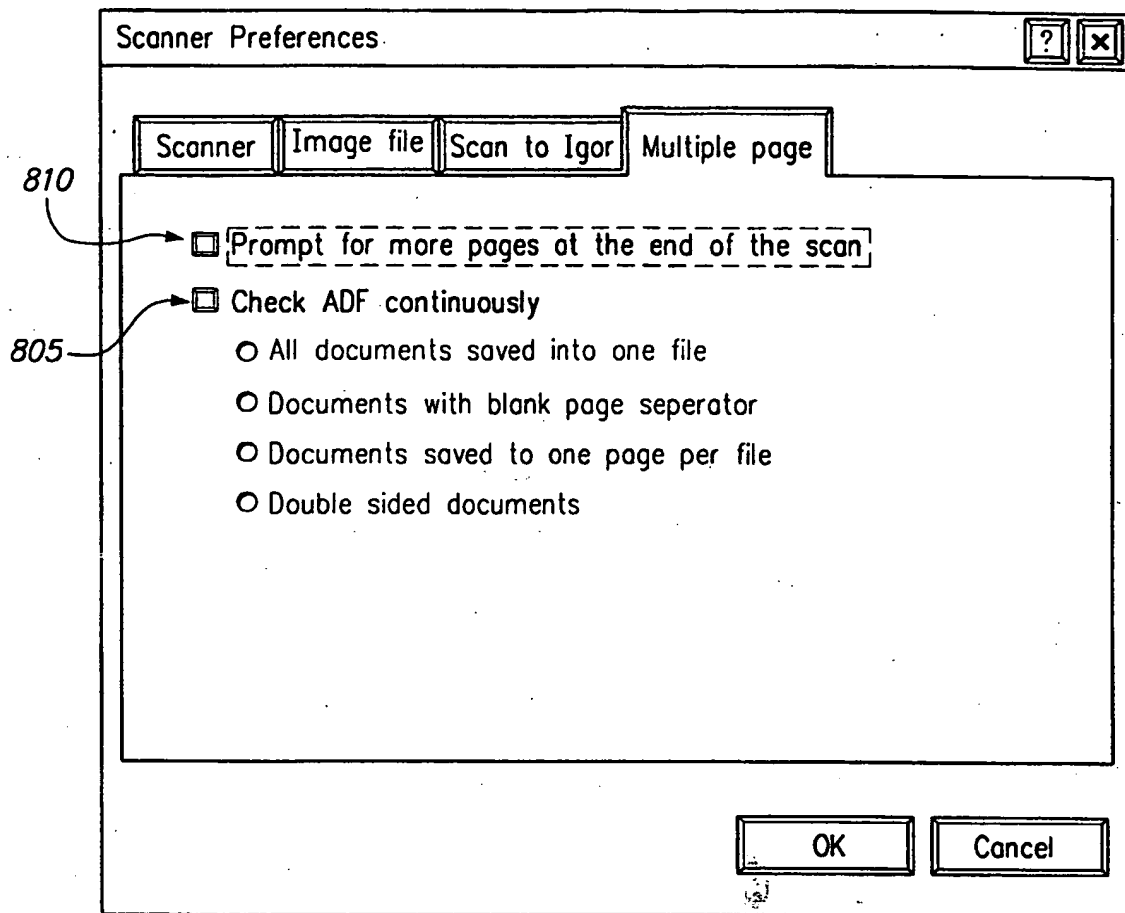 Scanner Preferences
?
Scanner Image file Scan to Igor Multiple page
810
Prompt for more pages at the end of the scan
Check ADF continuously
805
All documents saved into one file
Documents with blank page seperator
Documents saved to one page per file
Double sided documents
OK Cancel